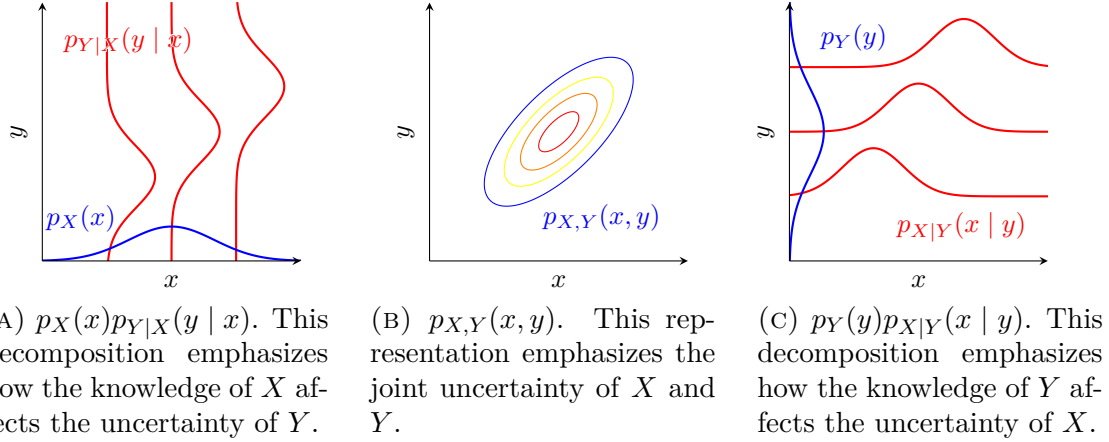 p_{Y|X}(y | x)
y
p_X(x)
x
y
p_{X,Y}(x, y)
x
p_Y(y)
y
p_{X|Y}(x | y)
x
A) p_X(x)p_{Y|X}(y | x). This
ecomposition emphasizes
ow the knowledge of X af-
ects the uncertainty of Y.
(B) p_{X,Y}(x, y). This rep-
resentation emphasizes the
joint uncertainty of X and
Y.
(C) p_Y(y)p_{X|Y}(x | y). This
decomposition emphasizes
how the knowledge of Y af-
fects the uncertainty of X.